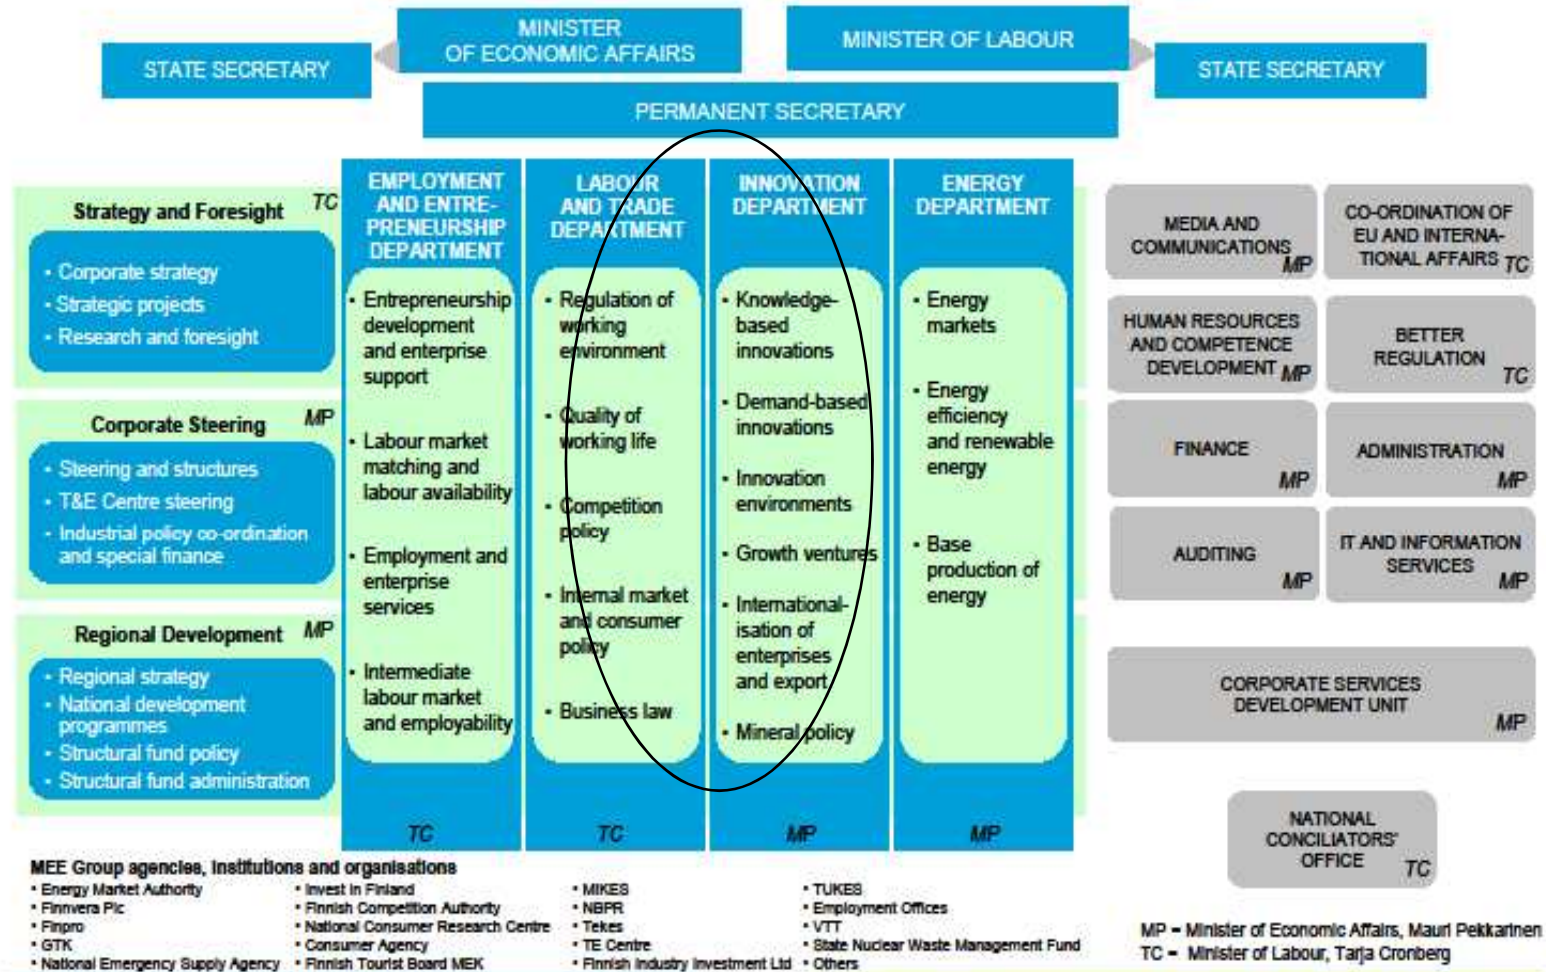 MINISTER
OF ECONOMIC AFFAIRS
MINISTER OF LABOUR
STATE SECRETARY
STATE SECRETARY
PERMANENT SECRETARY
Strategy and Foresight TC
• Corporate strategy
• Strategic projects
• Research and foresight
Corporate Steering MP
• Steering and structures
• T&E Centre steering
• Industrial policy co-ordination
and special finance
Regional Development MP
• Regional strategy
• National development
programmes
• Structural fund policy
• Structural fund administration
EMPLOYMENT
AND ENTRE-
PRENEURSHIP
DEPARTMENT
• Entrepreneurship
development
and enterprise
support
• Labour market
matching and
labour availability
• Employment and
enterprise
services
• Intermediate
labour market
and employability
TC
LABOUR
AND TRADE
DEPARTMENT
• Regulation of
working
environment
• Quality of
working life
• Competition
policy
• Internal market
and consumer
policy
• Business law
TC
INNOVATION
DEPARTMENT
• Knowledge-
based
innovations
• Demand-based
innovations
• Innovation
environments
• Growth ventures
• International-
isation of
enterprises
and export
• Mineral policy
MP
ENERGY
DEPARTMENT
• Energy
markets
• Energy
efficiency
and renewable
energy
• Base
production of
energy
MP
MEDIA AND
COMMUNICATIONS
MP
CO-ORDINATION OF
EU AND INTERNA-
TIONAL AFFAIRS TC
HUMAN RESOURCES
AND COMPETENCE
DEVELOPMENT MP
BETTER
REGULATION
TC
FINANCE
MP
ADMINISTRATION
MP
AUDITING
MP
IT AND INFORMATION
SERVICES
MP
CORPORATE SERVICES
DEVELOPMENT UNIT
MP
NATIONAL
CONCILIATORS'
OFFICE TC
MEE Group agencies, institutions and organisations
• Energy Market Authority
• Finnvera Plc
• Finpro
• GTK
• National Emergency Supply Agency
• Invest in Finland
• Finnish Competition Authority
• National Consumer Research Centre
• Consumer Agency
• Finnish Tourist Board MEK
• MIKES
• NBPR
• Tekes
• TE Centre
• Finnish Industry Investment Ltd
• TUKES
• Employment Offices
• VTT
• State Nuclear Waste Management Fund
• Others
MP = Minister of Economic Affairs, Mauri Pekkarinen
TC = Minister of Labour, Tarja Cronberg